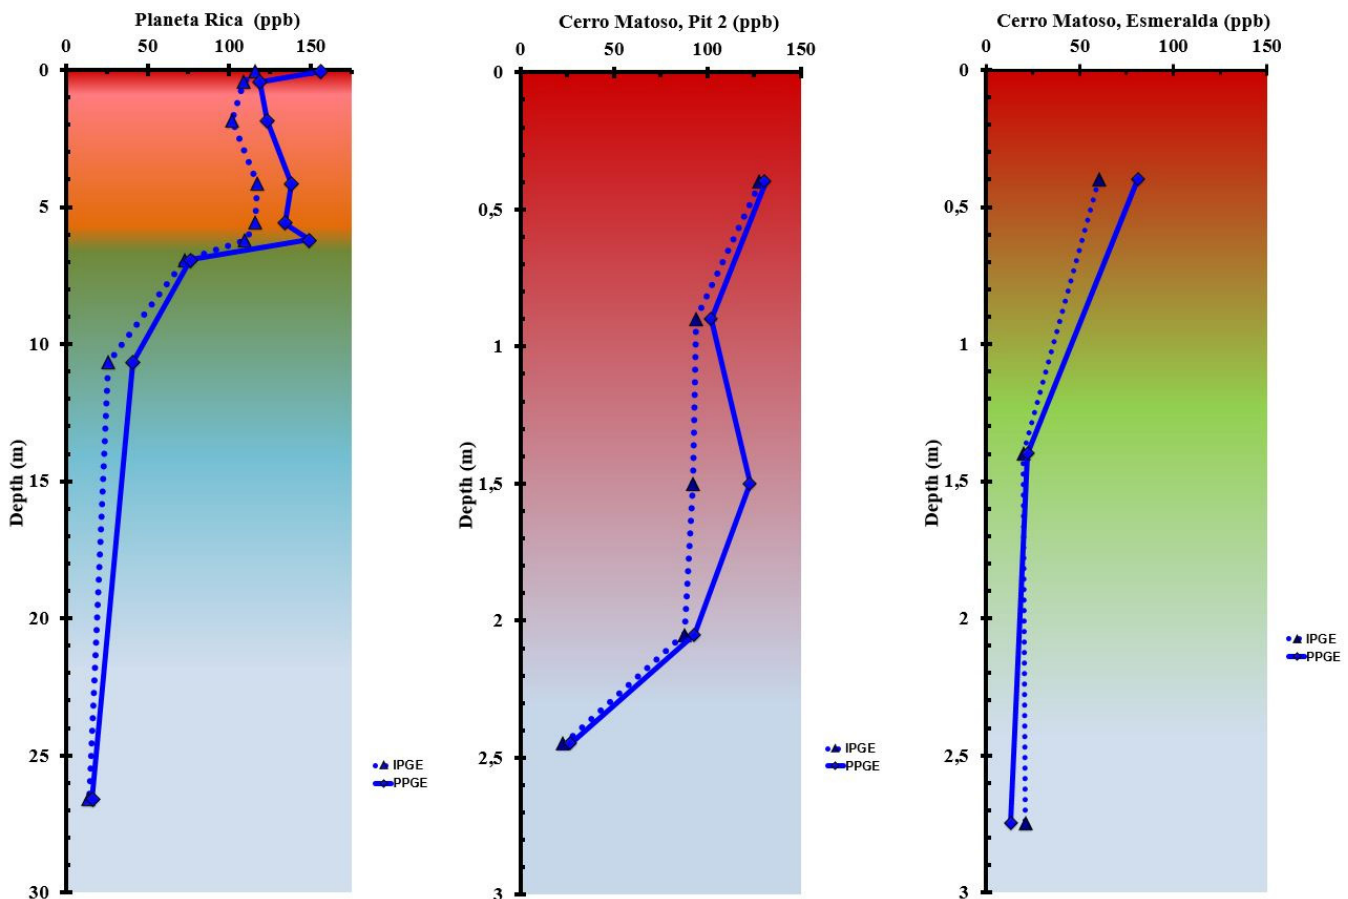 Planeta Rica (ppb)
0 50 100 150
0
5
10
15
20
25
30
Depth (m)
IPGE
PPGE
Cerro Matoso, Pit 2 (ppb)
0 50 100 150
0
0,5
1
1,5
2
2,5
3
Depth (m)
IPGE
PPGE
Cerro Matoso, Esmeralda (ppb)
0 50 100 150
0
0,5
1
1,5
2
2,5
3
Depth (m)
IPGE
PPGE